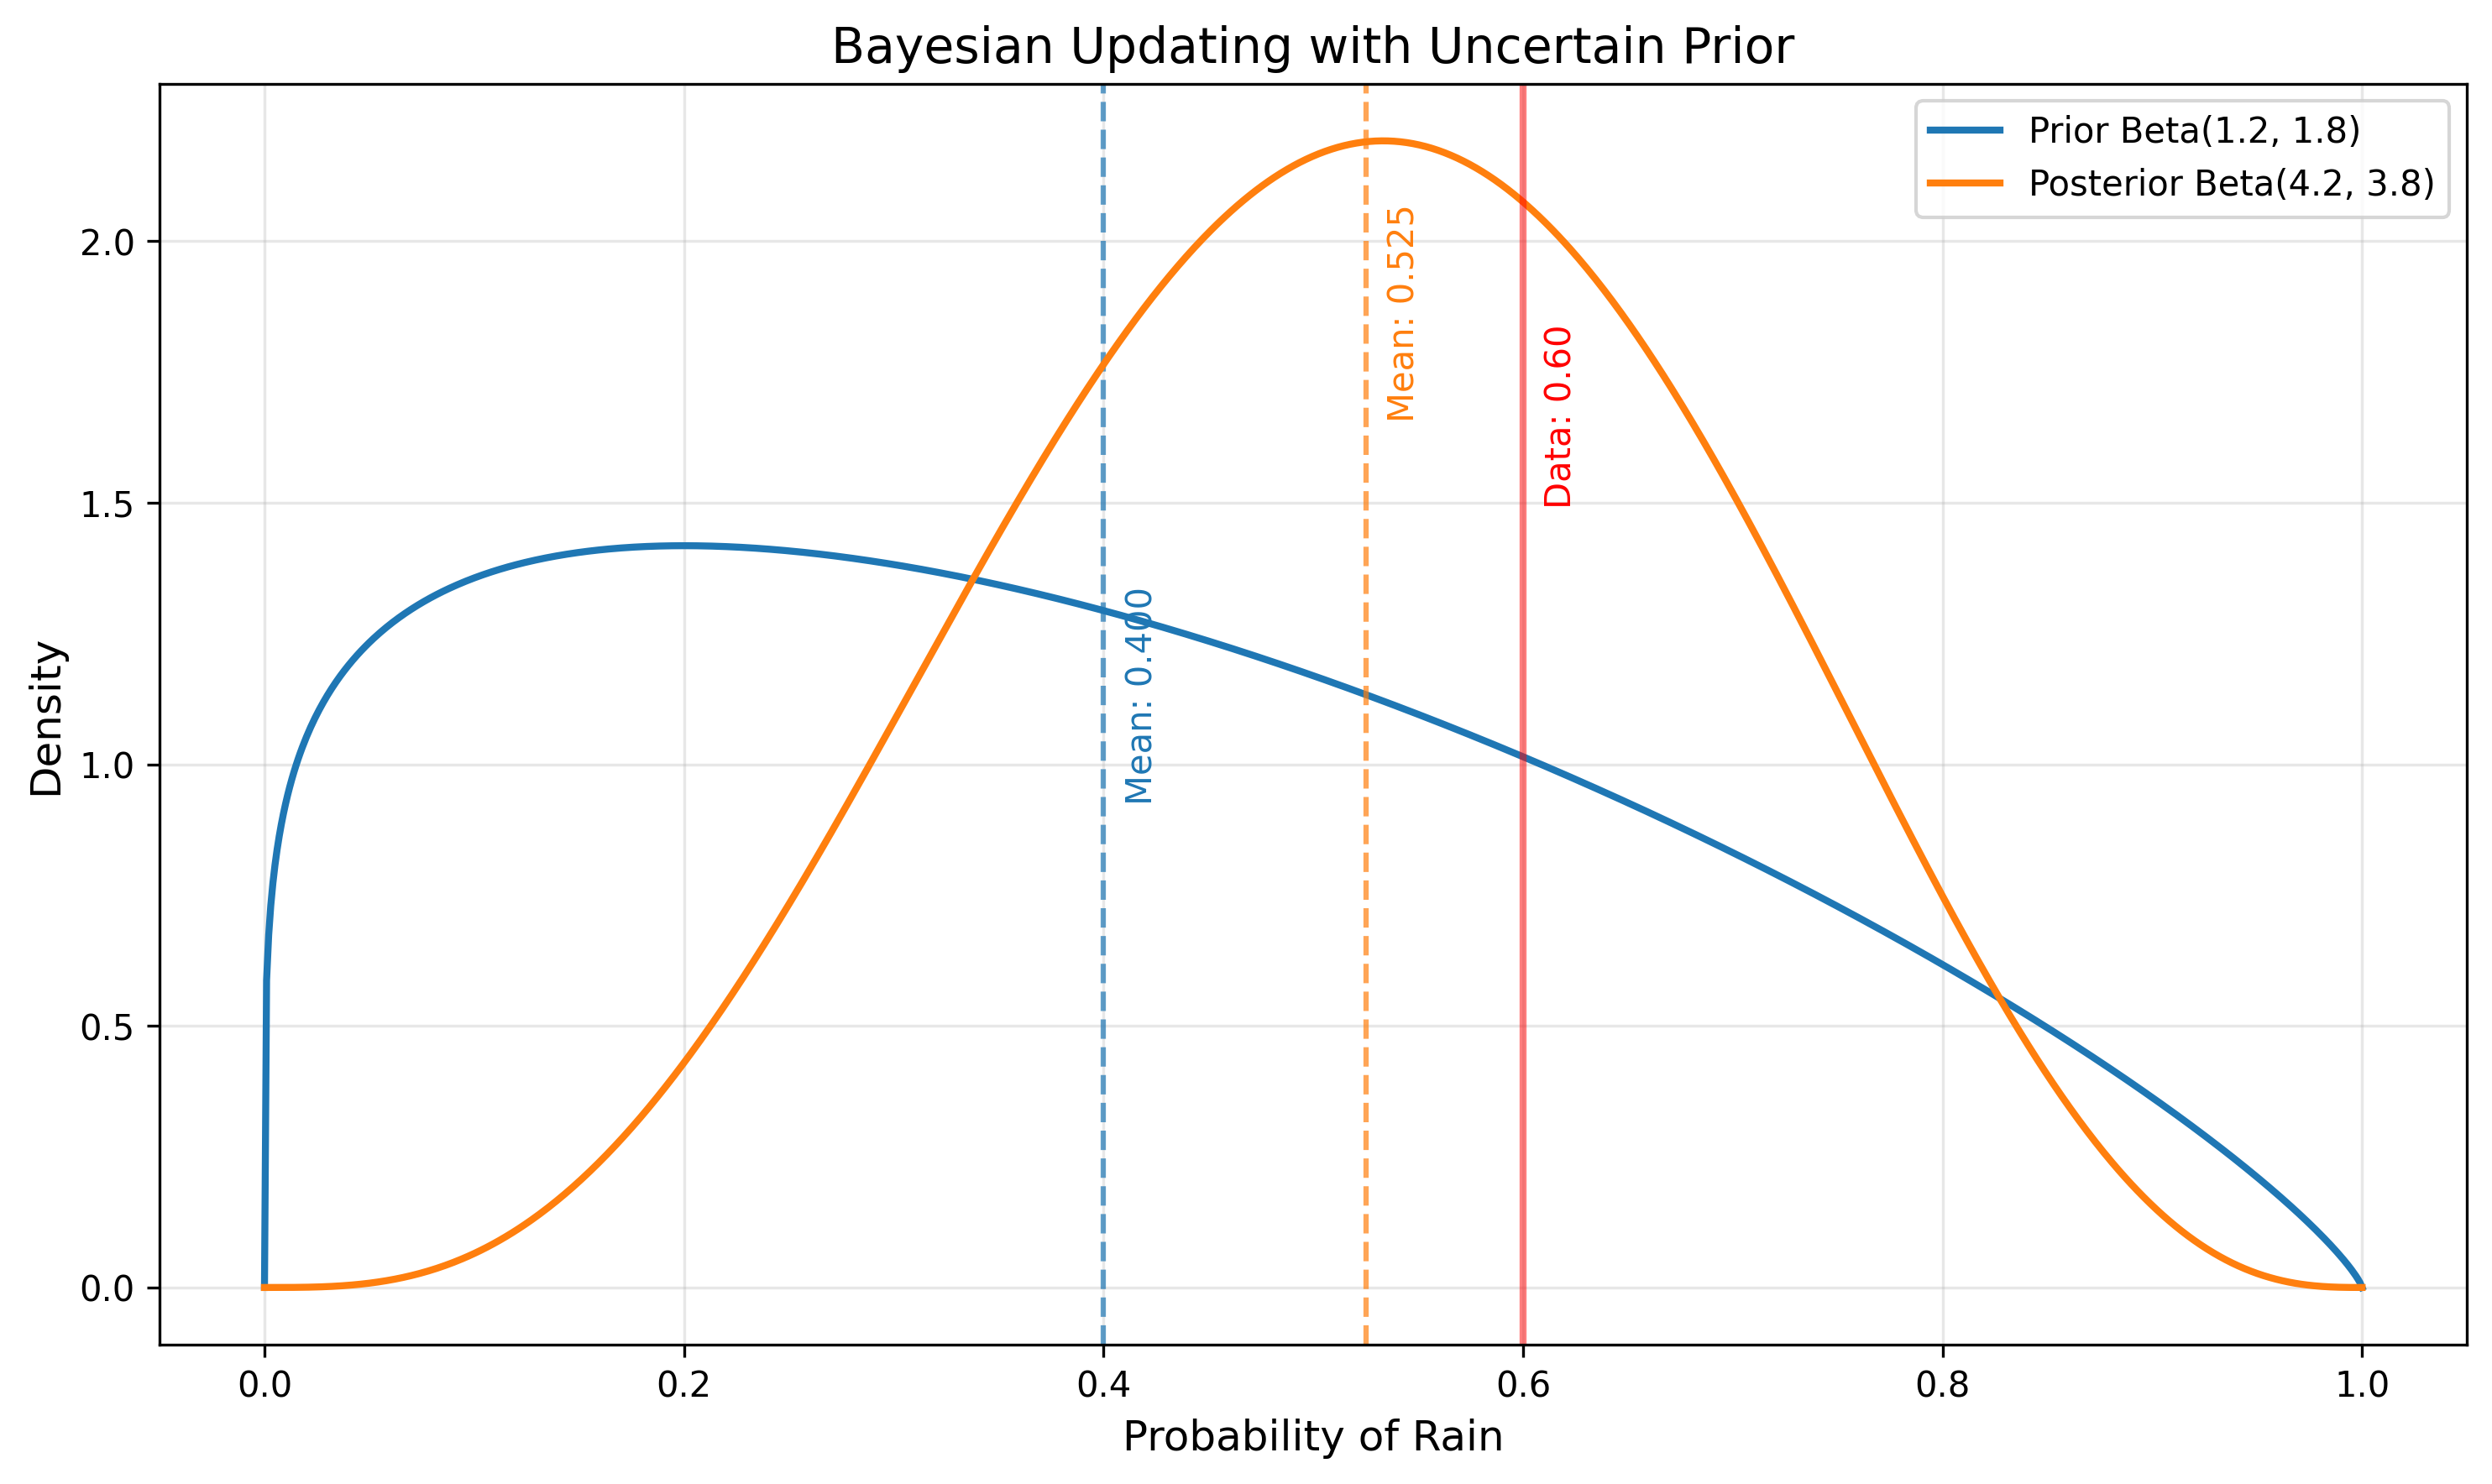 Bayesian Updating with Uncertain Prior
Prior Beta(1.2, 1.8)
Posterior Beta(4.2, 3.8)
Mean: 0.525
Data: 0.60
Mean: 0.400
Density
2.0
1.5
1.0
0.5
0.0
0.0 0.2 0.4 0.6 0.8 1.0
Probability of Rain